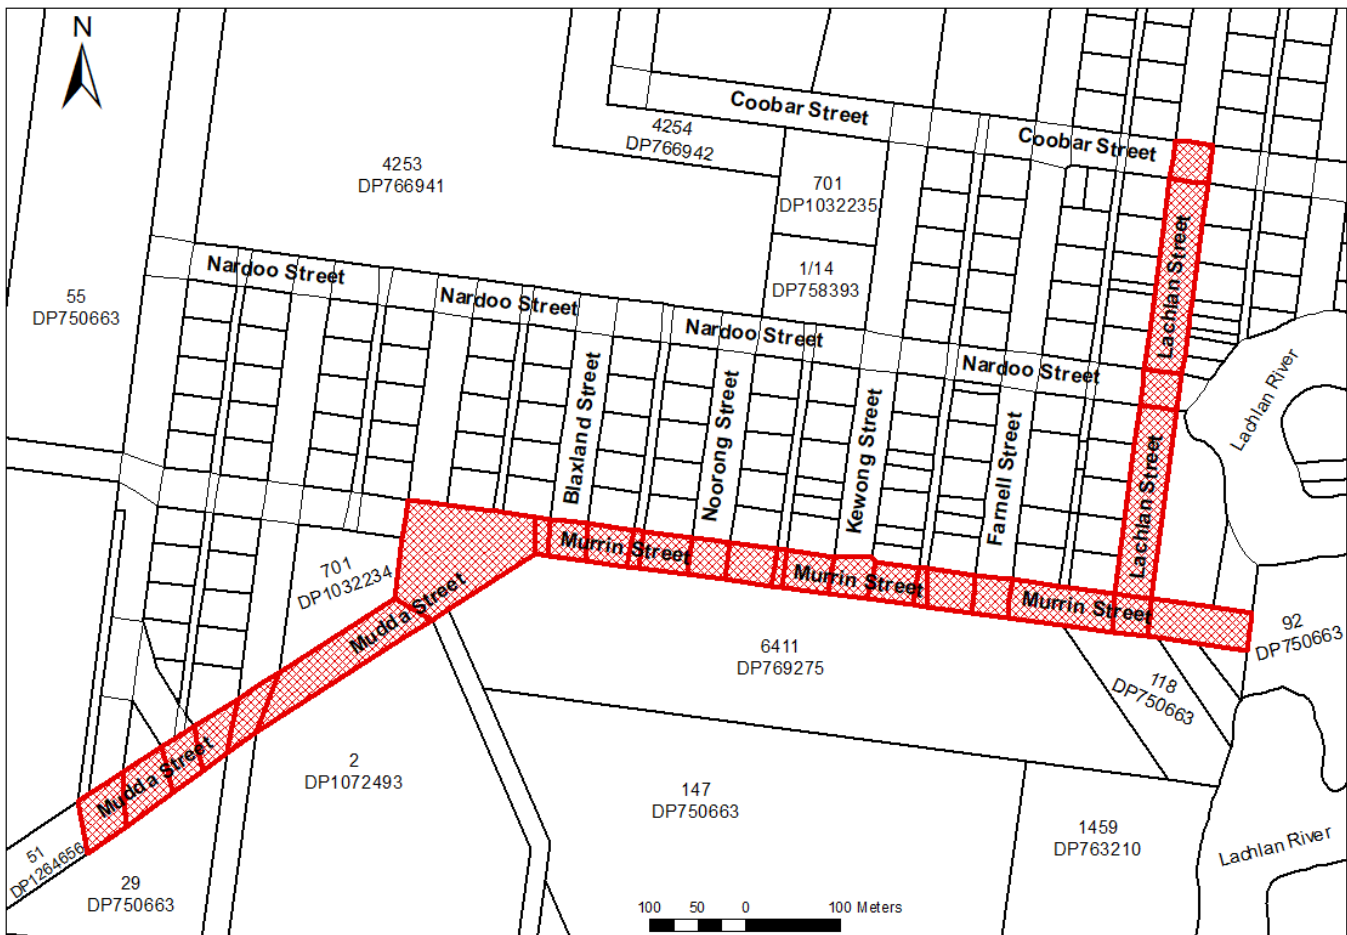 N
Coobar Street
4254
DP766942
Coobar Street
4253
DP766941
701
DP1032235
Lachlan Street
Nardoo Street
1/14
DP758393
55
DP750663
Nardoo Street
Nardoo Street
Nardoo Street
Lachlan River
Blaxland Street
Noorong Street
Kewong Street
Farnell Street
Lachlan Street
701
DP1032234
Murrin Street
Murrin Street
Murrin Street
Mudda Street
92
DP750663
6411
DP769275
118
DP750663
Mudda Street
2
DP1072493
147
DP750663
1459
DP763210
Lachlan River
51
DP1264656
29
DP750663
100 50 0 100 Meters